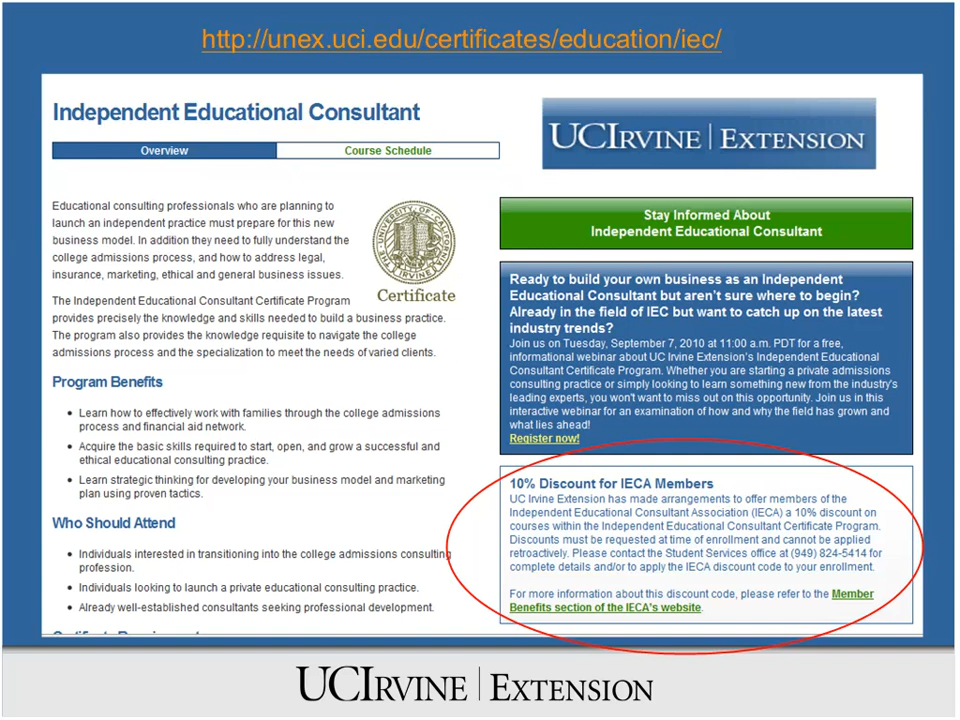 http://unex.uci.edu/certificates/education/iec/
Independent Educational Consultant
UCIRVINE | EXTENSION
Overview
Course Schedule
Educational consulting professionals who are planning to
launch an independent practice must prepare for this new
business model. In addition they need to fully understand the
college admissions process, and how to address legal,
insurance, marketing, ethical and general business issues.
THE UNIVERSITY OF CALIFORNIA
IRVINE
Certificate
The Independent Educational Consultant Certificate Program
provides precisely the knowledge and skills needed to build a business practice.
The program also provides the knowledge requisite to navigate the college
admissions process and the specialization to meet the needs of varied clients.
Program Benefits
• Learn how to effectively work with families through the college admissions
process and financial aid network.
• Acquire the basic skills required to start, open, and grow a successful and
ethical educational consulting practice.
• Learn strategic thinking for developing your business model and marketing
plan using proven tactics.
Who Should Attend
• Individuals interested in transitioning into the college admissions consulting
profession.
• Individuals looking to launch a private educational consulting practice.
• Already well-established consultants seeking professional development.
Stay Informed About
Independent Educational Consultant
Ready to build your own business as an Independent
Educational Consultant but aren't sure where to begin?
Already in the field of IEC but want to catch up on the latest
industry trends?
Join us on Tuesday, September 7, 2010 at 11:00 a.m. PDT for a free,
informational webinar about UC Irvine Extension's Independent Educational
Consultant Certificate Program. Whether you are starting a private admissions
consulting practice or simply looking to learn something new from the industry's
leading experts, you won't want to miss out on this opportunity. Join us in this
interactive webinar for an examination of how and why the field has grown and
what lies ahead!
Register now!
10% Discount for IECA Members
UC Irvine Extension has made arrangements to offer members of the
Independent Educational Consultant Association (IECA) a 10% discount on
courses within the Independent Educational Consultant Certificate Program.
Discounts must be requested at time of enrollment and cannot be applied
retroactively. Please contact the Student Services office at (949) 824-5414 for
complete details and/or to apply the IECA discount code to your enrollment.
For more information about this discount code, please refer to the Member
Benefits section of the IECA's website.
UCIRVINE | EXTENSION